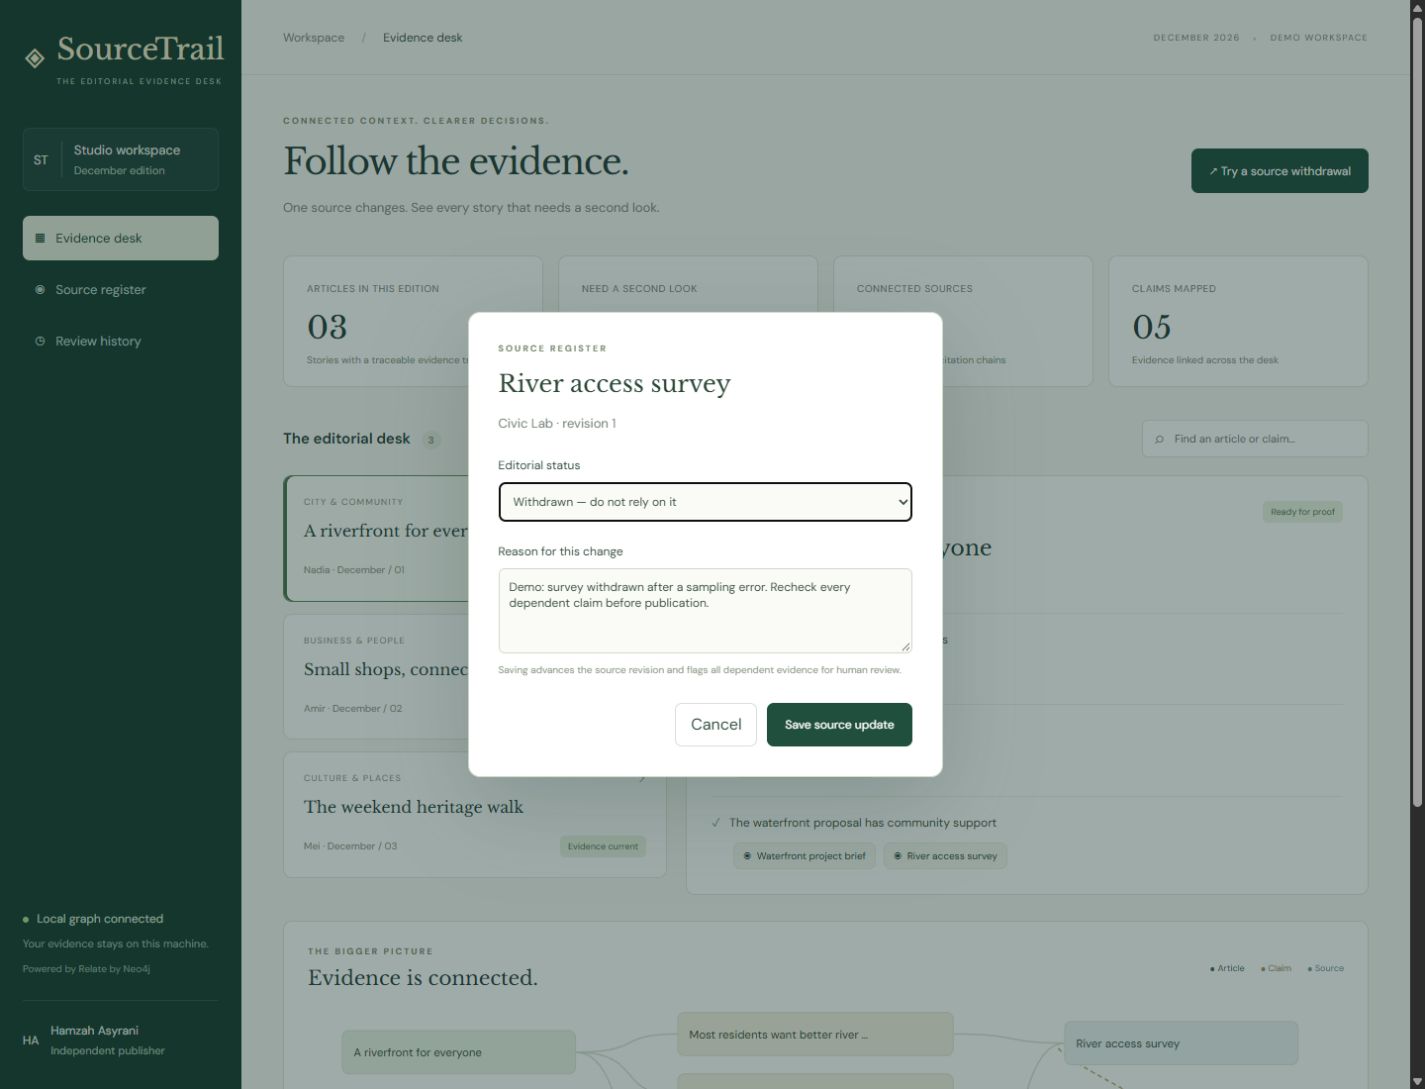 SourceTrail
THE EDITORIAL EVIDENCE DESK
ST
Studio workspace
December edition
Evidence desk
Source register
Review history
Local graph connected
Your evidence stays on this machine.
Powered by Relate by Neo4j
HA
Hamzah Asyrani
Independent publisher
Workspace / Evidence desk
DECEMBER 2026 · DEMO WORKSPACE
CONNECTED CONTEXT. CLEARER DECISIONS.
Follow the evidence.
One source changes. See every story that needs a second look.
↗ Try a source withdrawal
ARTICLES IN THIS EDITION
03
Stories with a traceable evidence
NEED A SECOND LOOK
CONNECTED SOURCES
citation chains
CLAIMS MAPPED
05
Evidence linked across the desk
The editorial desk 3
Find an article or claim...
CITY & COMMUNITY
A riverfront for
Nadia · December / 01
BUSINESS & PEOPLE
Small shops,
Amir · December / 02
CULTURE & PLACES
The weekend heritage walk
Mei · December / 03
Evidence current
Ready for proof
✓ The waterfront proposal has community support
Waterfront project brief
River access survey
SOURCE REGISTER
River access survey
Civic Lab · revision 1
Editorial status
Withdrawn — do not rely on it
Reason for this change
Demo: survey withdrawn after a sampling error. Recheck every
dependent claim before publication.
Saving advances the source revision and flags all dependent evidence for human review.
Cancel
Save source update
THE BIGGER PICTURE
Evidence is connected.
Article
Claim
Source
A riverfront for everyone
Most residents want better river ...
River access survey